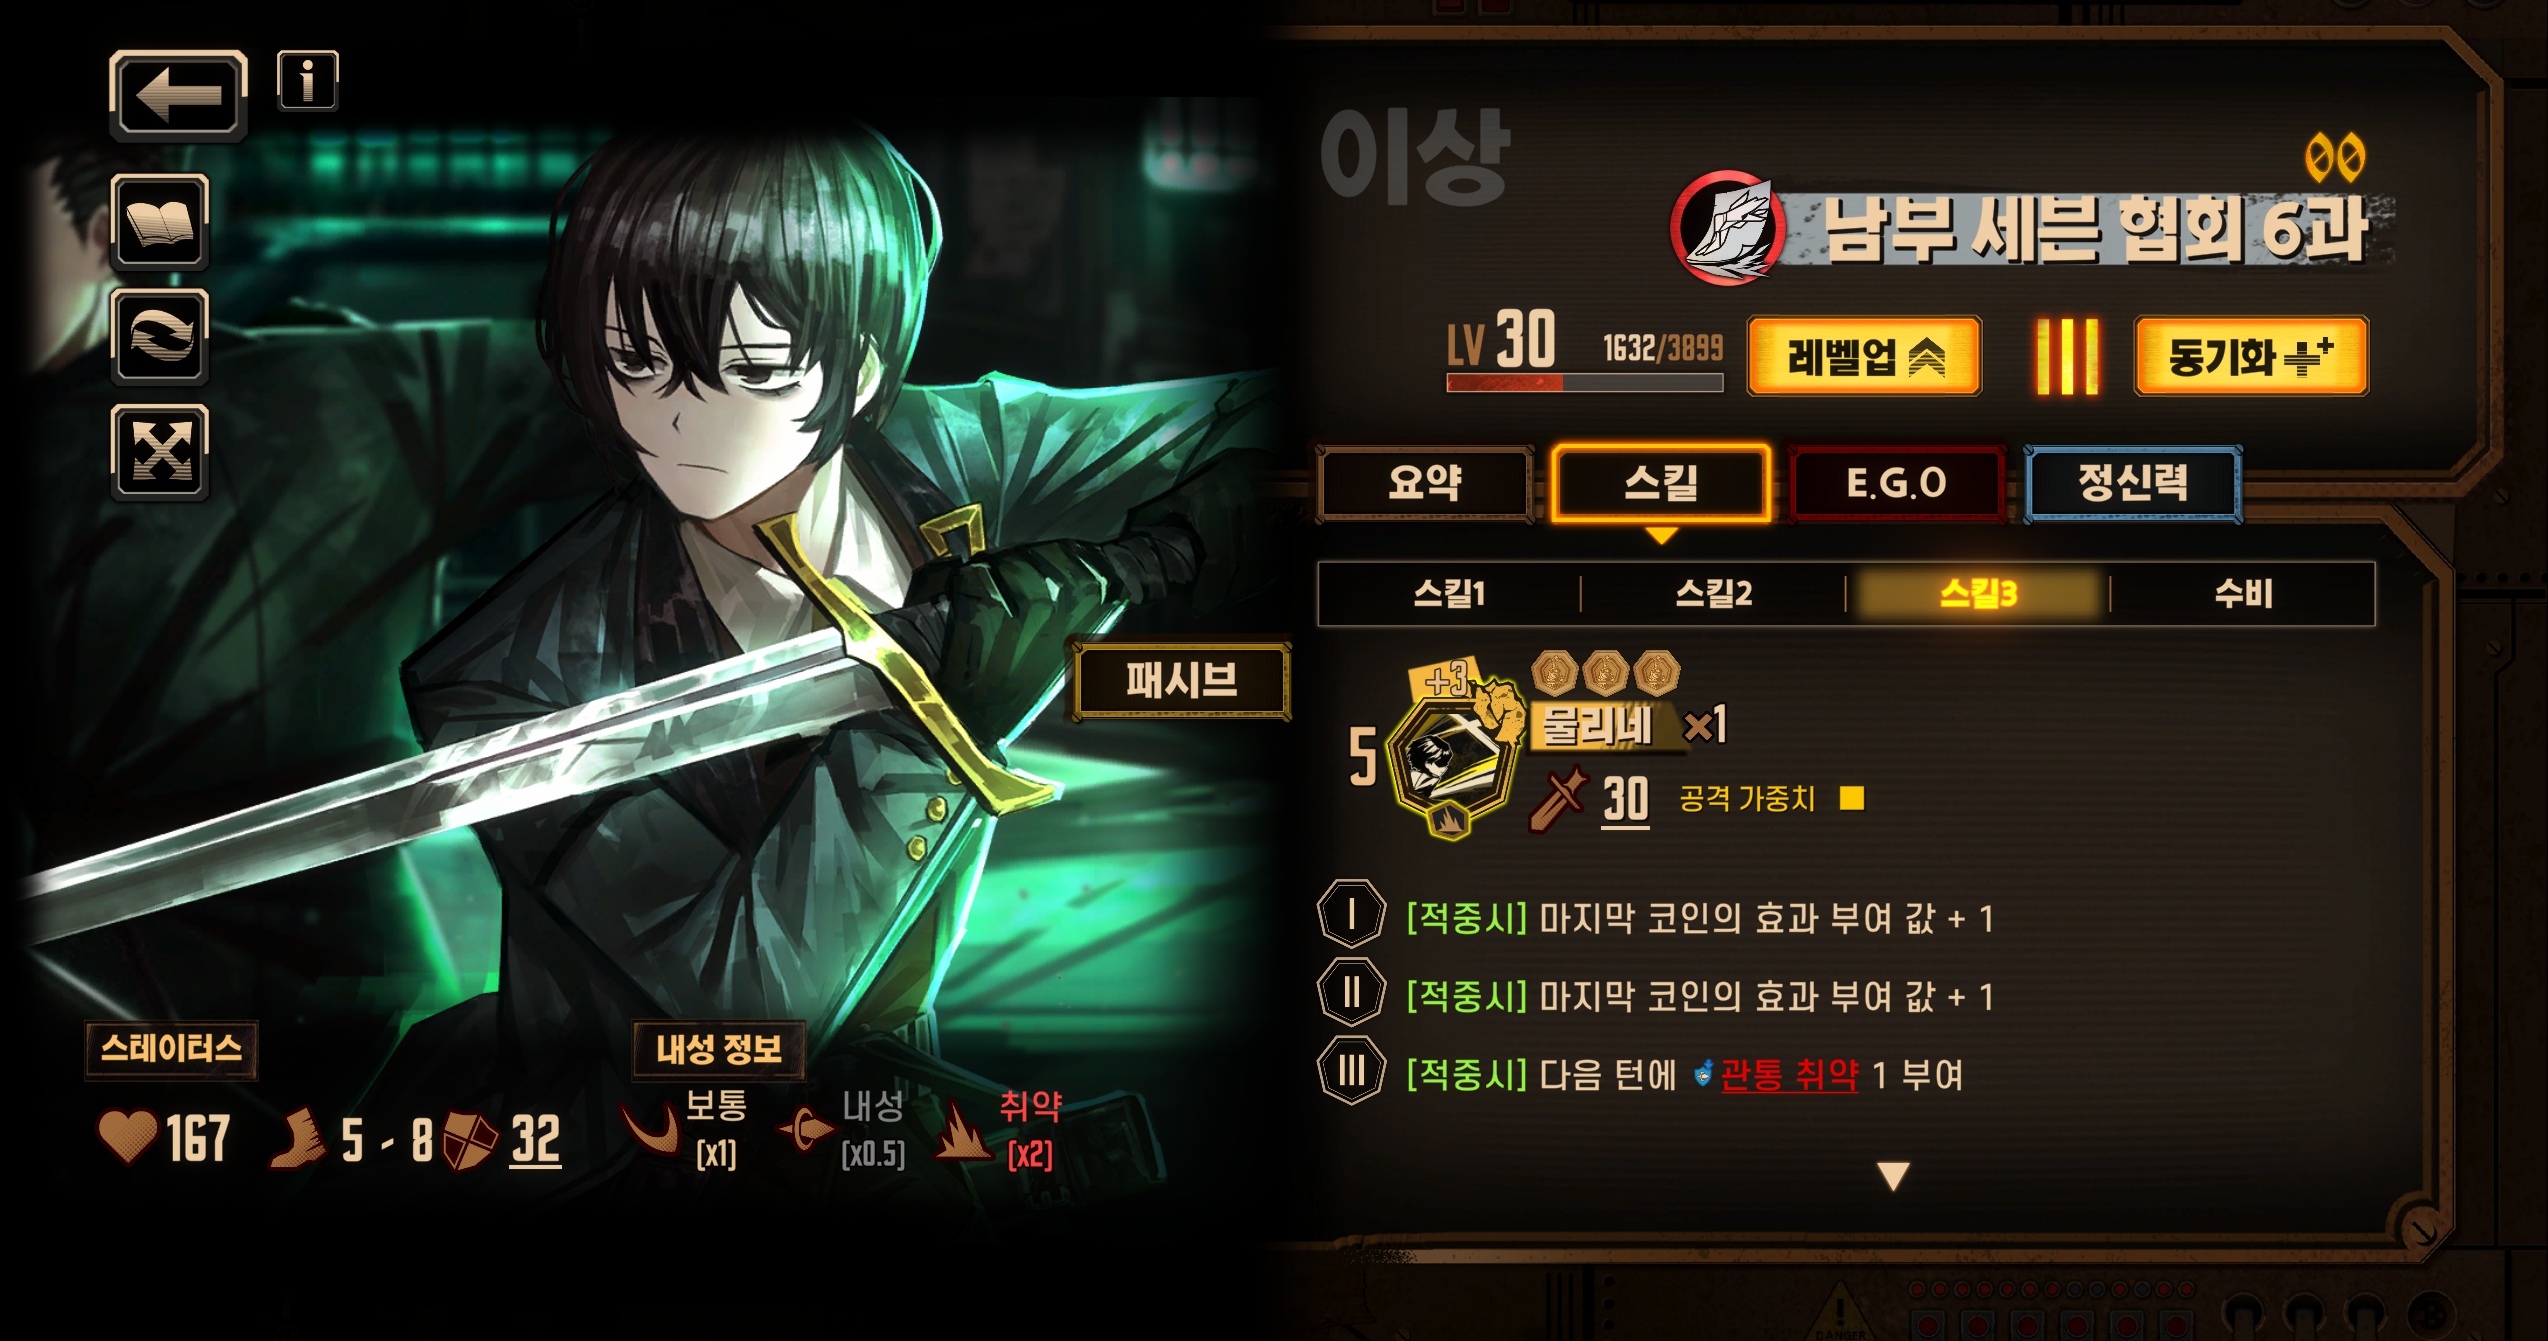 이상
남부 세븐 협회 6과
LV 30 1632/3899 레벨업 동기화
요약 스킬 E.G.O 정신력
스킬1 스킬2 스킬3 수비
+3
5 물리네 ×1
30 공격 가중치
패시브
I [적중시] 마지막 코인의 효과 부여 값 + 1
II [적중시] 마지막 코인의 효과 부여 값 + 1
III [적중시] 다음 턴에 관통 취약 1 부여
스테이터스
167 5 - 8 32
내성 정보
보통 내성 취약
[x1] [x0.5] [x2]
DANGER